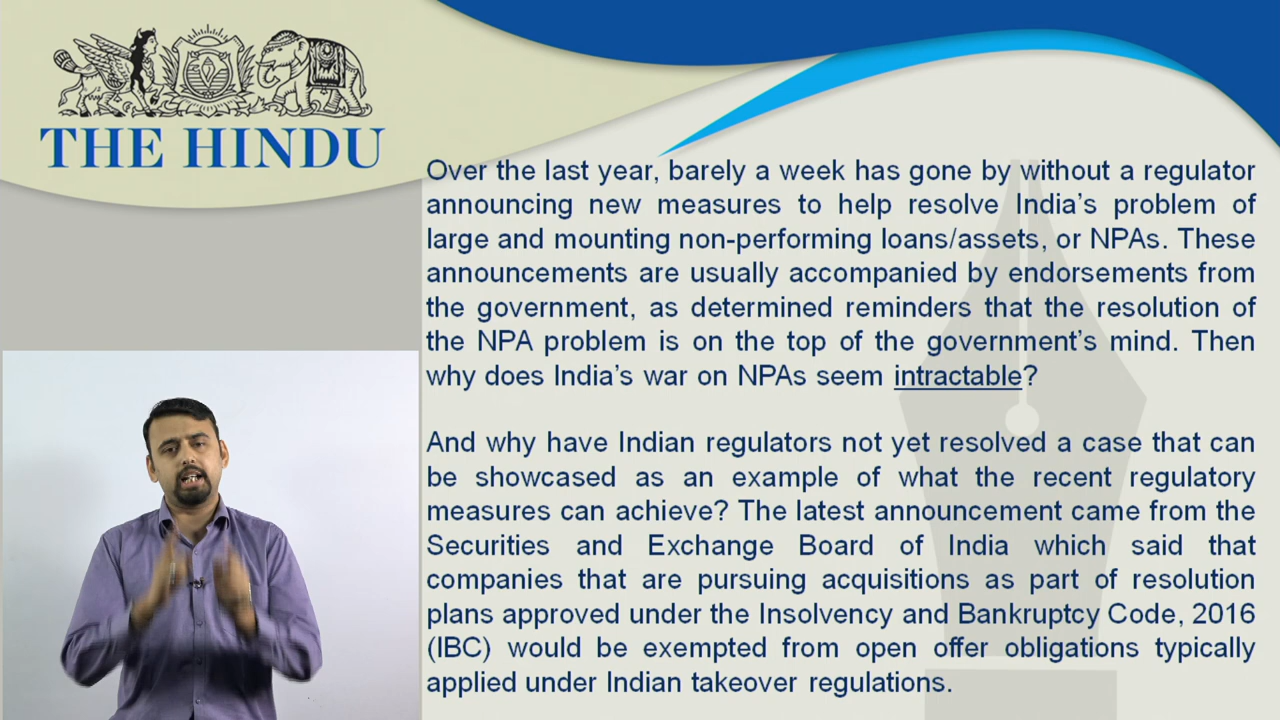 THE HINDU
Over the last year, barely a week has gone by without a regulator
announcing new measures to help resolve India's problem of
large and mounting non-performing loans/assets, or NPAs. These
announcements are usually accompanied by endorsements from
the government, as determined reminders that the resolution of
the NPA problem is on the top of the government's mind. Then
why does India's war on NPAs seem intractable?
And why have Indian regulators not yet resolved a case that can
be showcased as an example of what the recent regulatory
measures can achieve? The latest announcement came from the
Securities and Exchange Board of India which said that
companies that are pursuing acquisitions as part of resolution
plans approved under the Insolvency and Bankruptcy Code, 2016
(IBC) would be exempted from open offer obligations typically
applied under Indian takeover regulations.